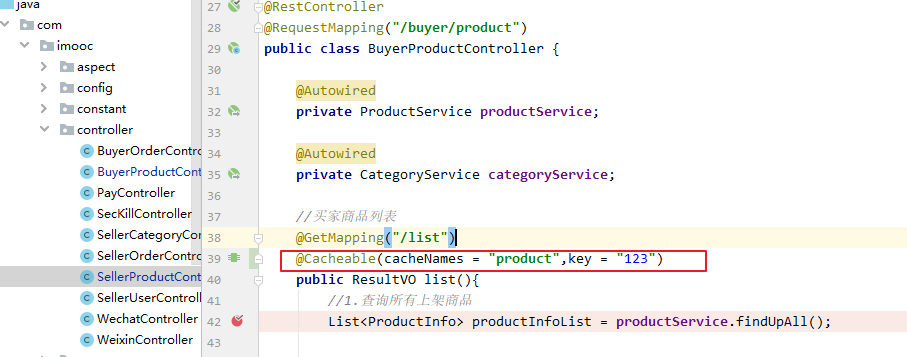 java
com
imooc
aspect
config
constant
controller
BuyerOrderContro
BuyerProductCont
PayController
SecKillController
SellerCategoryCo
SellerOrderContr
SellerProductCont
SellerUserControll
WechatController
WeixinController
27 @RestController
28 @RequestMapping("/buyer/product")
29 public class BuyerProductController {
30
31 @Autowired
32 private ProductService productService;
33
34 @Autowired
35 private CategoryService categoryService;
36
37 //买家商品列表
38 @GetMapping("/list")
39 @Cacheable(cacheNames = "product",key = "123")
40 public ResultVO list(){
41 //1.查询所有上架商品
42 List<ProductInfo> productInfoList = productService.findUpAll();
43